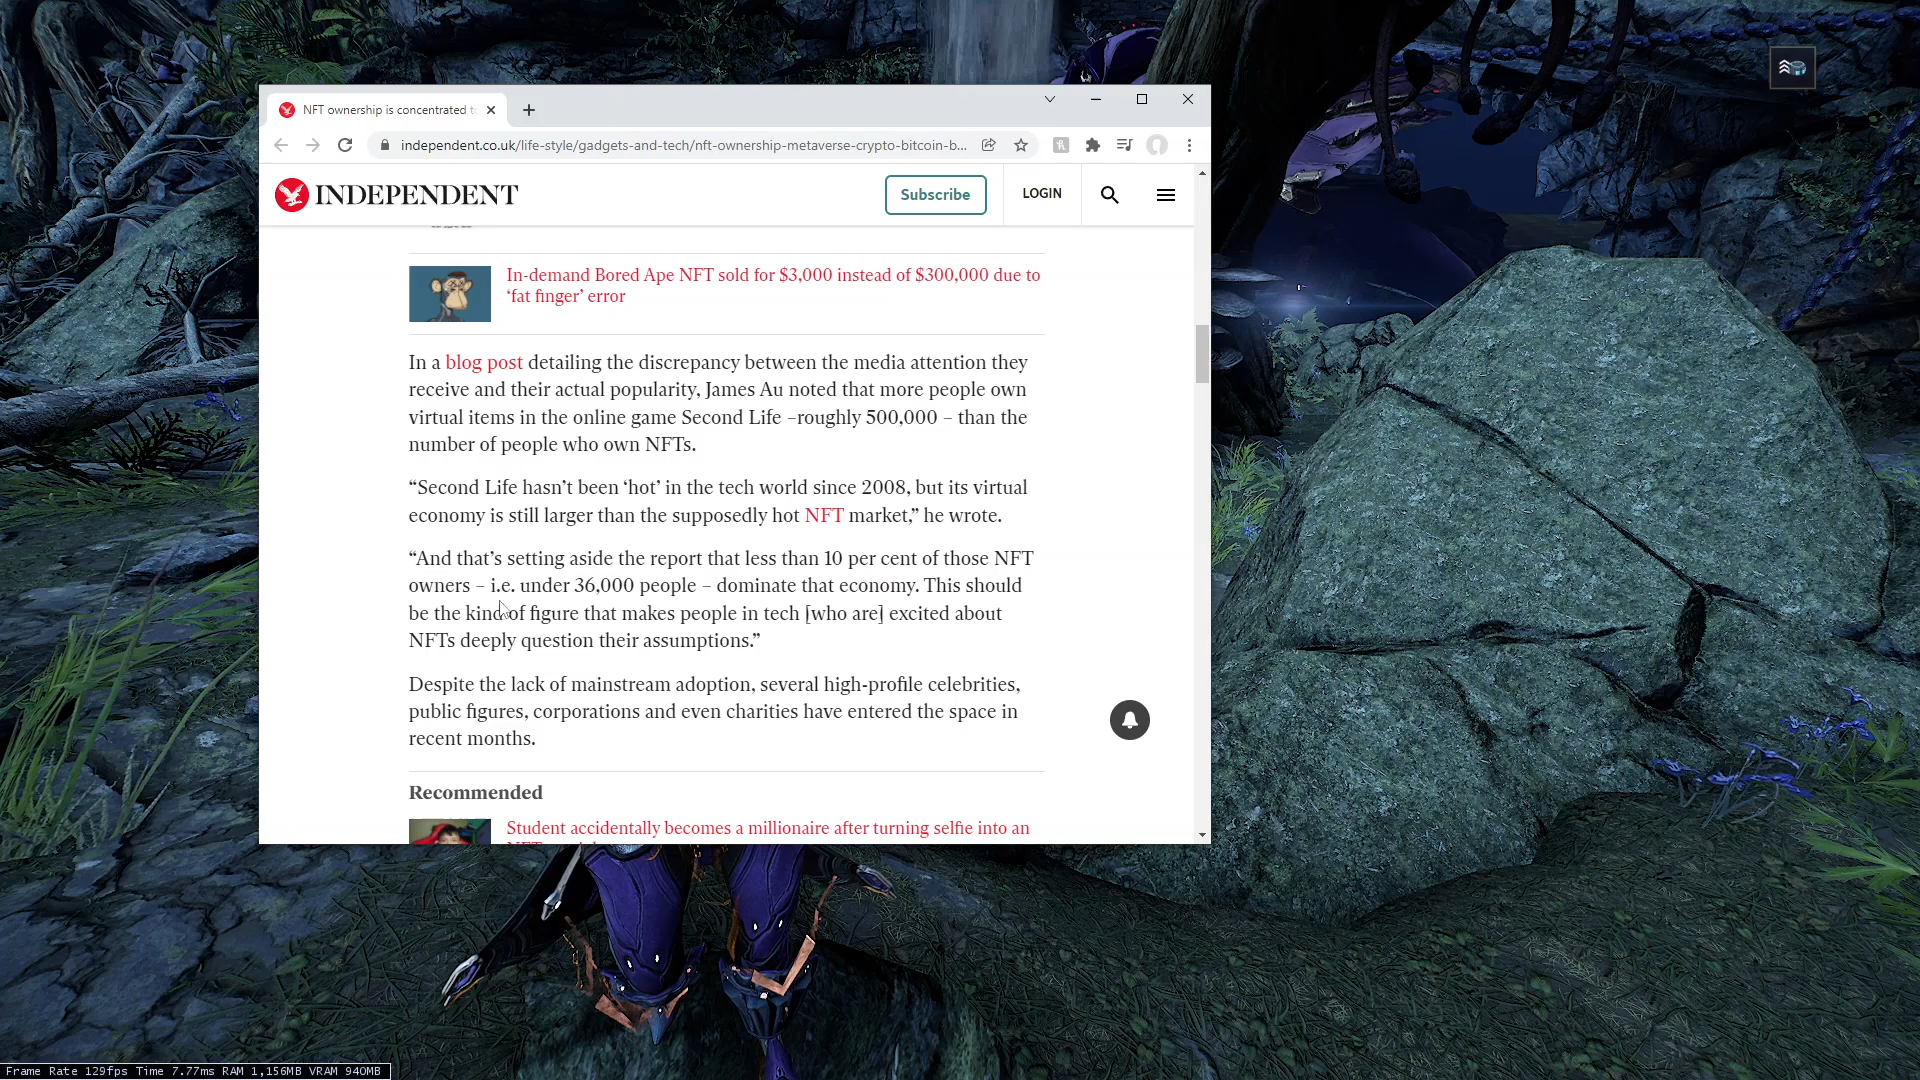 NFT ownership is concentrated
independent.co.uk/life-style/gadgets-and-tech/nft-ownership-metaverse-crypto-bitcoin-b...
INDEPENDENT
Subscribe
LOGIN
In-demand Bored Ape NFT sold for $3,000 instead of $300,000 due to
‘fat finger’ error
In a blog post detailing the discrepancy between the media attention they
receive and their actual popularity, James Au noted that more people own
virtual items in the online game Second Life –roughly 500,000 – than the
number of people who own NFTs.
“Second Life hasn’t been ‘hot’ in the tech world since 2008, but its virtual
economy is still larger than the supposedly hot NFT market,” he wrote.
“And that’s setting aside the report that less than 10 per cent of those NFT
owners – i.e. under 36,000 people – dominate that economy. This should
be the kind of figure that makes people in tech [who are] excited about
NFTs deeply question their assumptions.”
Despite the lack of mainstream adoption, several high-profile celebrities,
public figures, corporations and even charities have entered the space in
recent months.
Recommended
Student accidentally becomes a millionaire after turning selfie into an
Frame Rate 129fps Time 7.77ms RAM 1,156MB VRAM 940MB